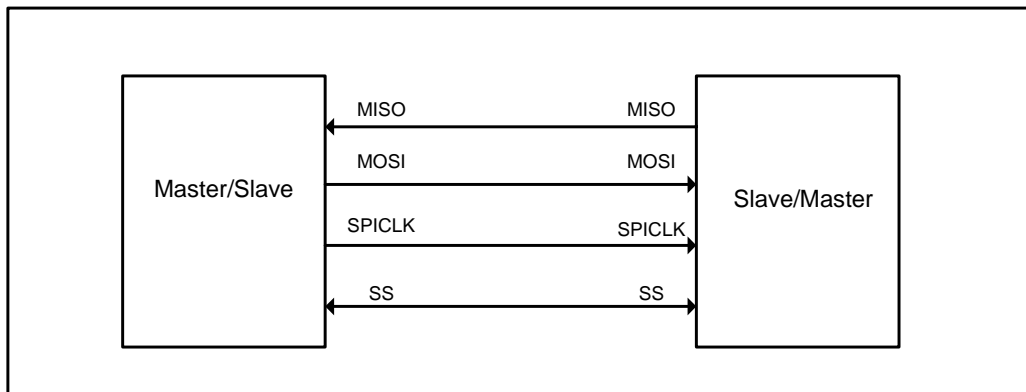 MISO MISO
MOSI MOSI
Master/Slave Slave/Master
SPICLK SPICLK
SS SS